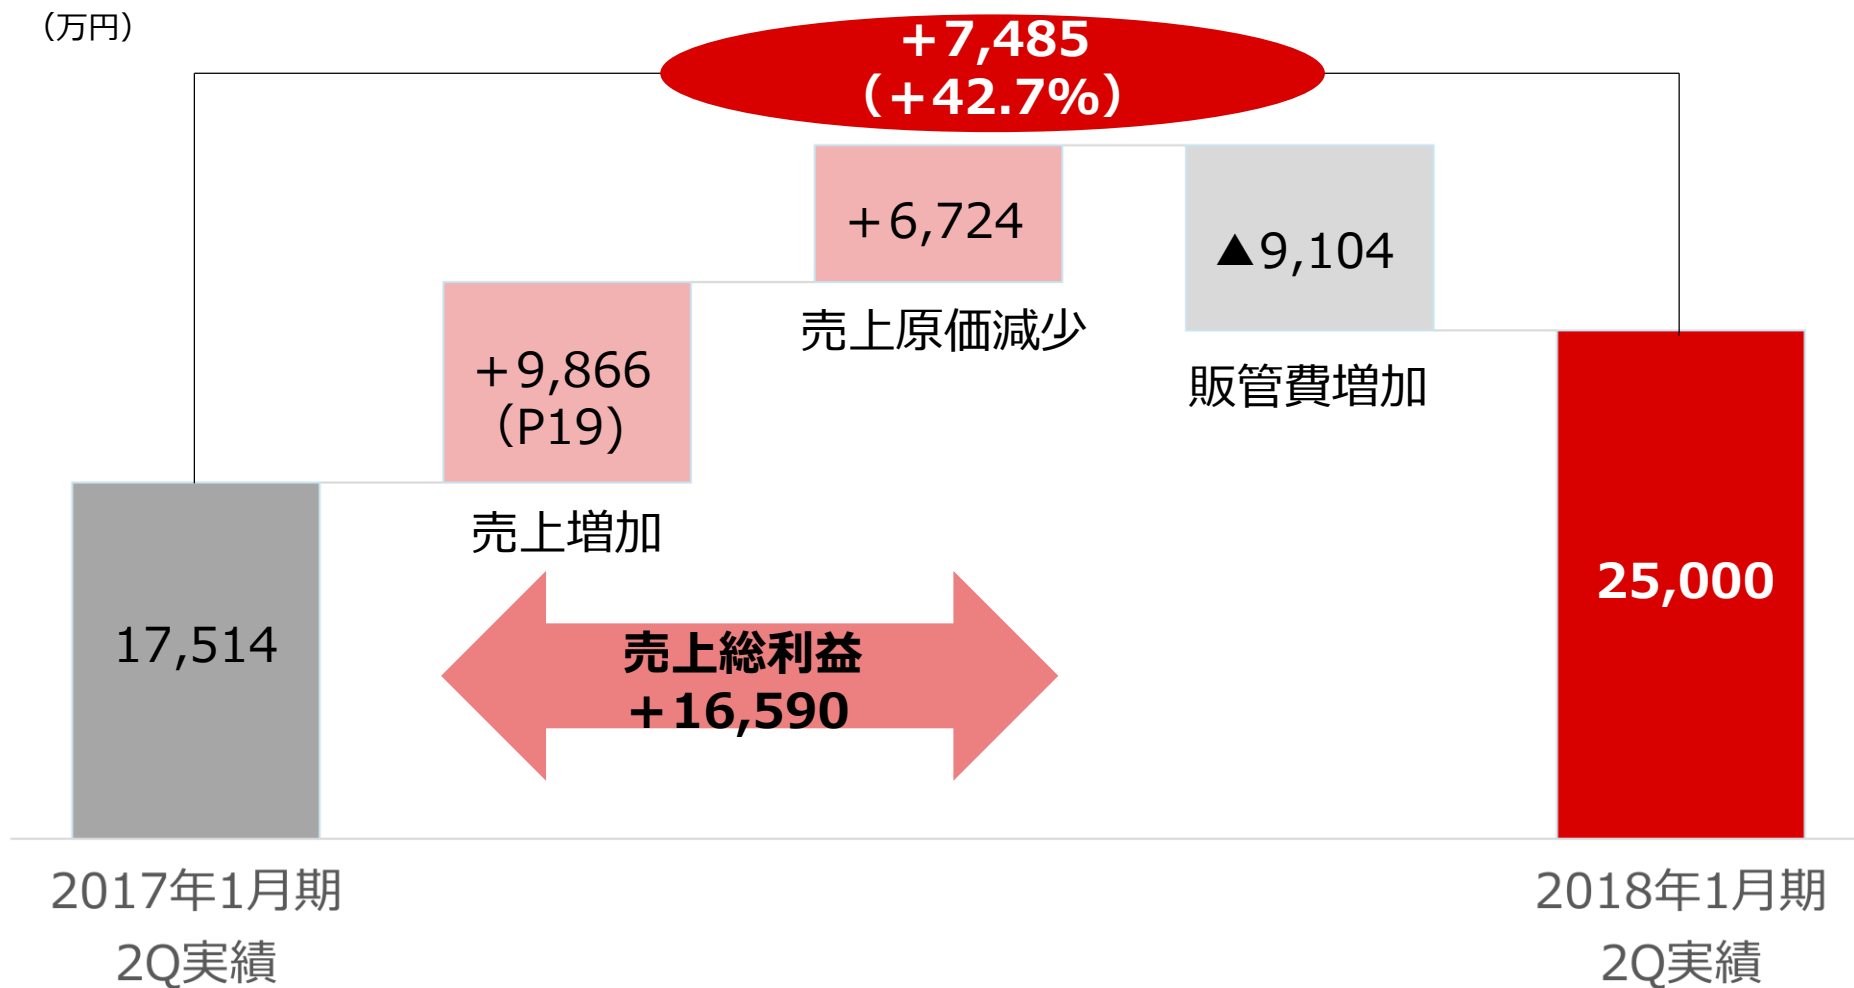 （万円）
+7,485
（+42.7%）
+6,724
▲9,104
売上原価減少
+9,866
（P19）
販管費増加
売上増加
25,000
17,514
売上総利益
+16,590
2017年1月期
2Q実績
2018年1月期
2Q実績